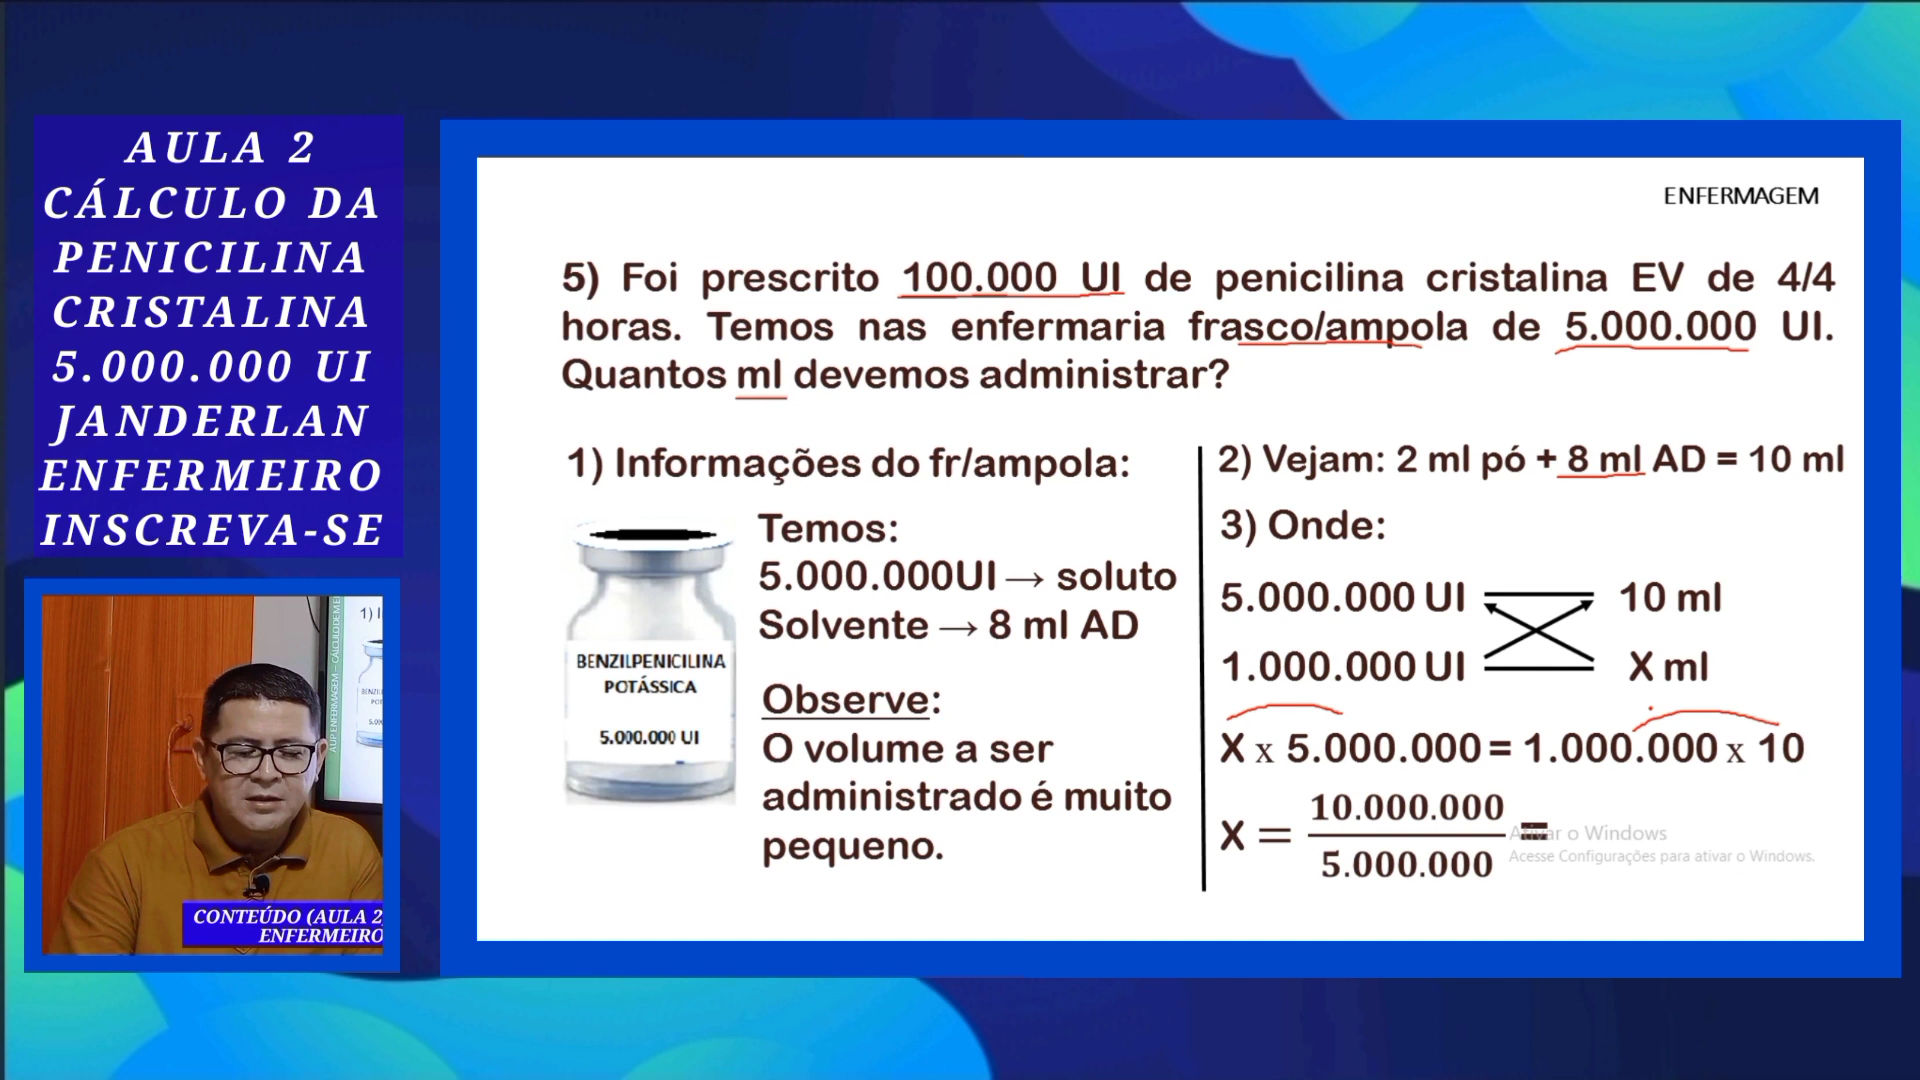 AULA 2
CÁLCULO DA
PENICILINA
CRISTALINA
5.000.000 UI
JANDERLAN
ENFERMEIRO
INSCREVA-SE
CONTEÚDO (AULA 2
ENFERMEIRO
ENFERMAGEM
5) Foi prescrito 100.000 UI de penicilina cristalina EV de 4/4
horas. Temos nas enfermaria frasco/ampola de 5.000.000 UI.
Quantos ml devemos administrar?
1) Informações do fr/ampola:
BENZILPENICILINA
POTÁSSICA
5.000.000 UI
Temos:
5.000.000UI → soluto
Solvente → 8 ml AD
Observe:
O volume a ser
administrado é muito
pequeno.
2) Vejam: 2 ml pó + 8 ml AD = 10 ml
3) Onde:
5.000.000 UI 10 ml
1.000.000 UI X ml
X x 5.000.000 = 1.000.000 x 10
X = 10.000.000 =
5.000.000
Ativar o Windows
Acesse Configurações para ativar o Windows.